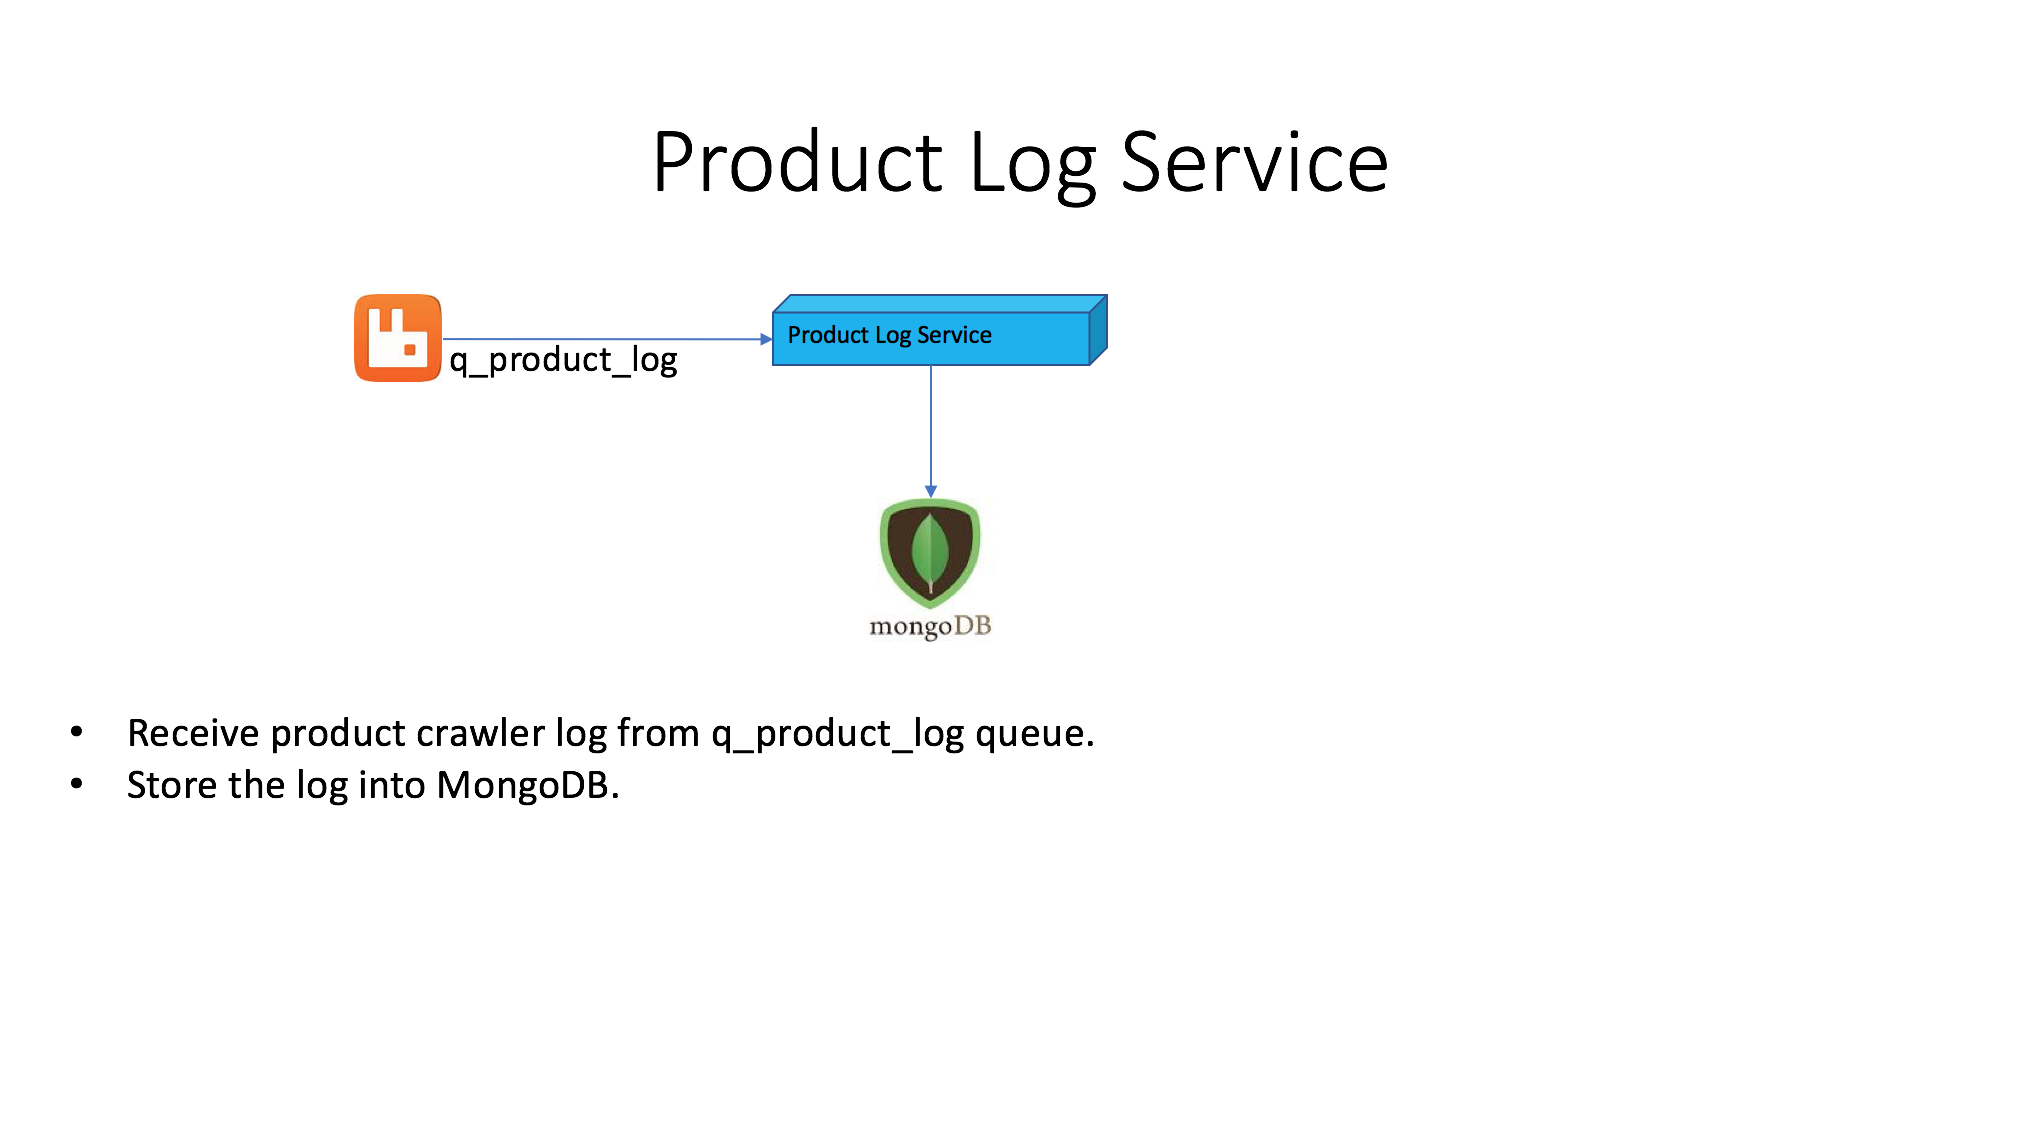 Product Log Service
Product Log Service
q_product_log
mongoDB
• Receive product crawler log from q_product_log queue.
• Store the log into MongoDB.